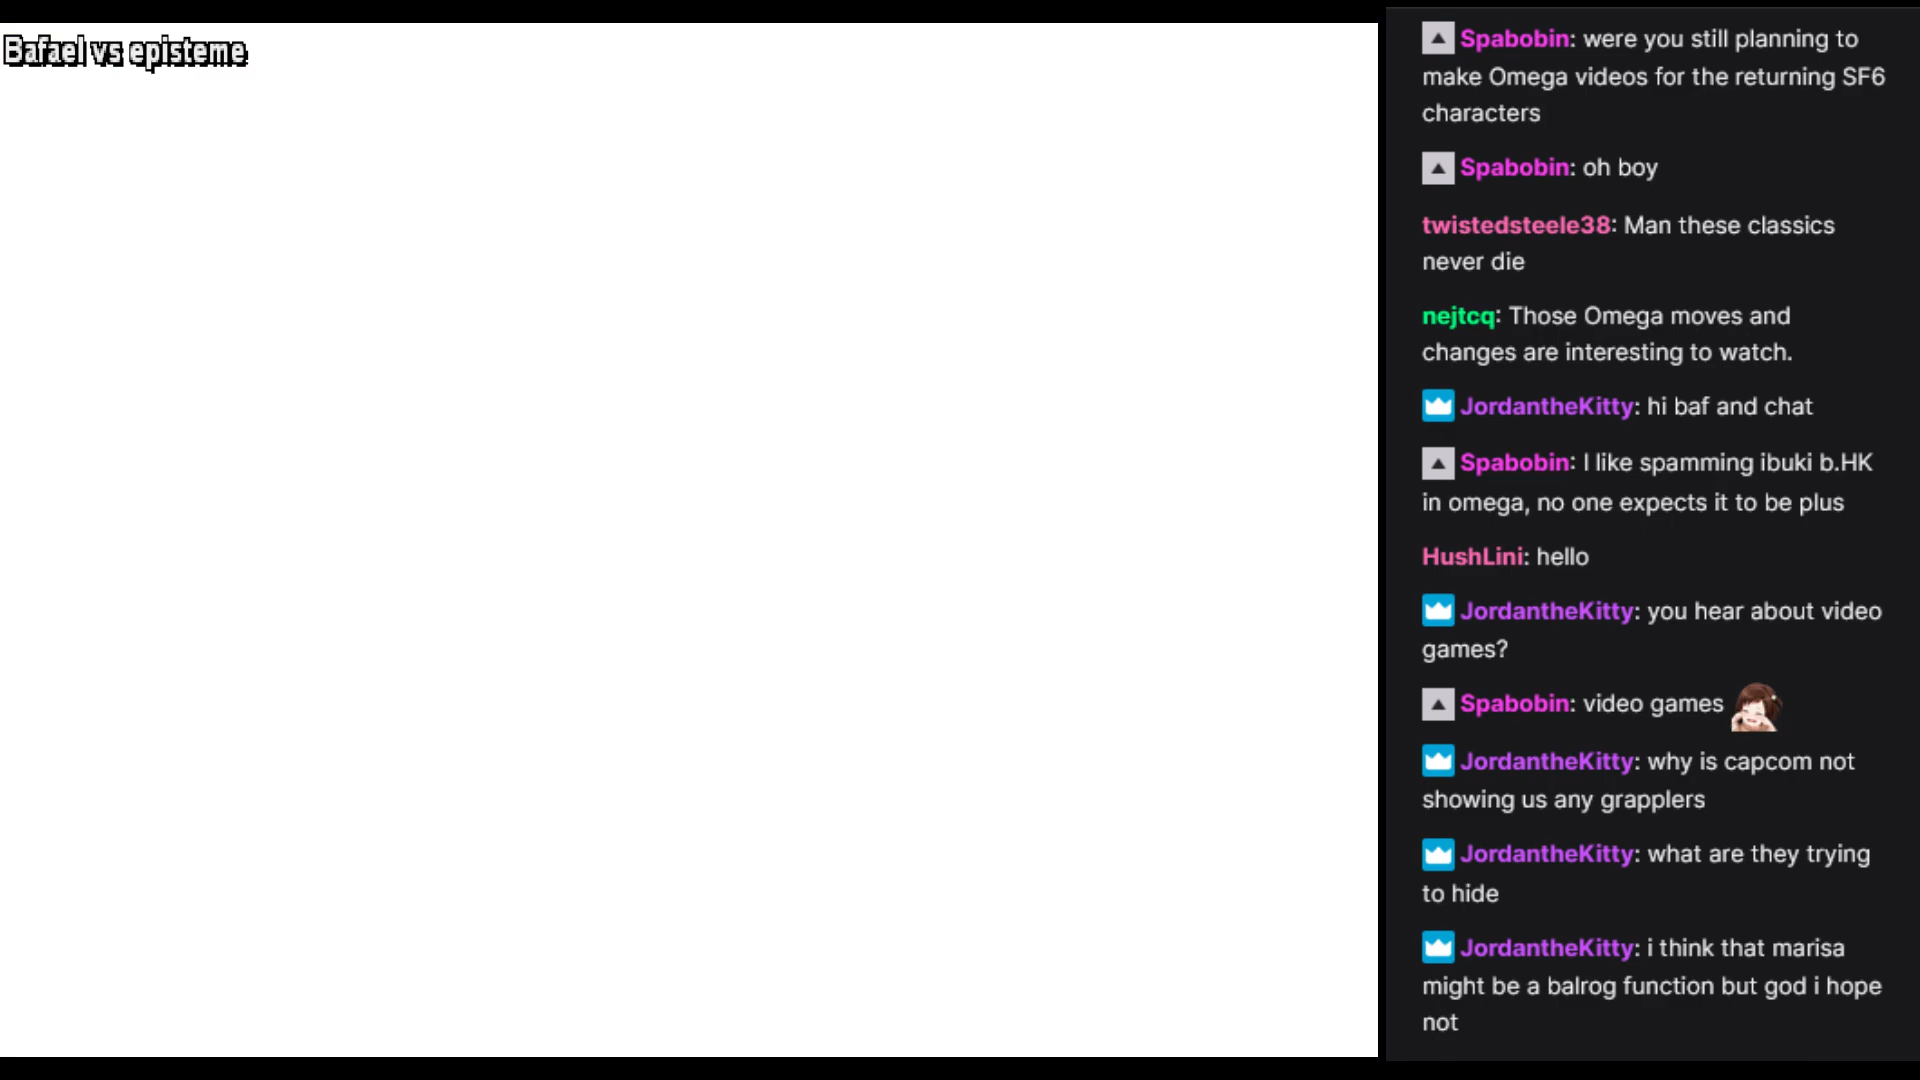 Bafael vs episteme
Spabobin: were you still planning to
make Omega videos for the returning SF6
characters
Spabobin: oh boy
twistedsteele38: Man these classics
never die
nejtcq: Those Omega moves and
changes are interesting to watch.
JordantheKitty: hi baf and chat
Spabobin: I like spamming ibuki b.HK
in omega, no one expects it to be plus
HushLini: hello
JordantheKitty: you hear about video
games?
Spabobin: video games
JordantheKitty: why is capcom not
showing us any grapplers
JordantheKitty: what are they trying
to hide
JordantheKitty: i think that marisa
might be a balrog function but god i hope
not